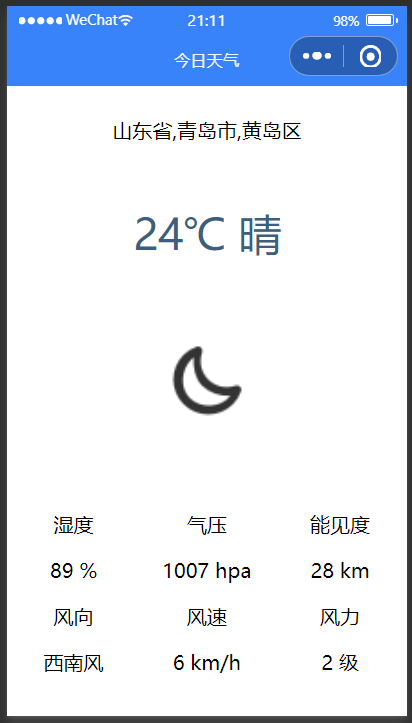 WeChat 21:11 98%
今日天气
山东省,青岛市,黄岛区
24℃ 晴
湿度 气压 能见度
89 % 1007 hpa 28 km
风向 风速 风力
西南风 6 km/h 2 级